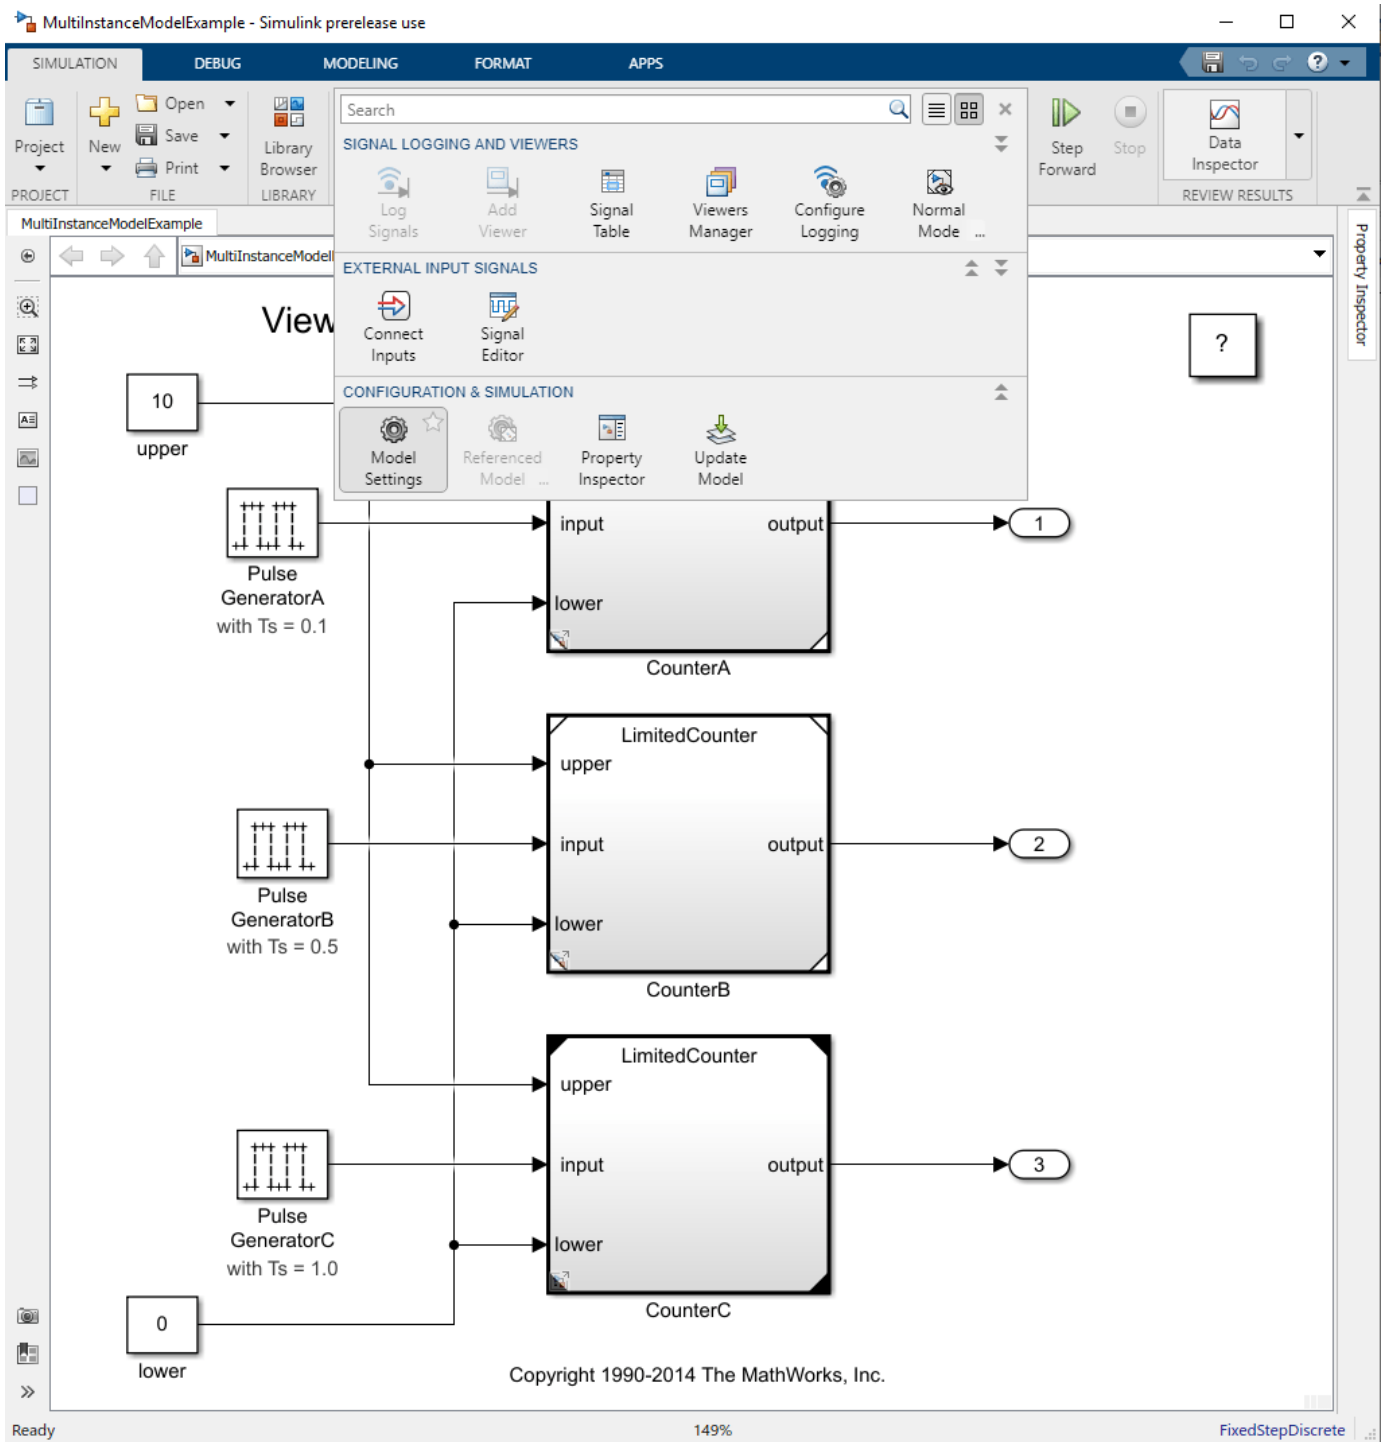 MultiInstanceModelExample - Simulink prerelease use
SIMULATION DEBUG MODELING FORMAT APPS
?
Project
New
Open
Save
Print
Library
Browser
PROJECT FILE LIBRARY
Search
SIGNAL LOGGING AND VIEWERS
Log
Signals
Add
Viewer
Signal
Table
Viewers
Manager
Configure
Logging
Normal
Mode ...
EXTERNAL INPUT SIGNALS
Connect
Inputs
Signal
Editor
CONFIGURATION & SIMULATION
Model
Settings
Referenced
Model ...
Property
Inspector
Update
Model
Step
Forward
Stop
Data
Inspector
REVIEW RESULTS
MultiInstanceModelExample
MultiInstanceModel
Property Inspector
View
?
10
upper
Pulse
GeneratorA
with Ts = 0.1
input
output
lower
CounterA
1
LimitedCounter
upper
input
output
lower
CounterB
2
Pulse
GeneratorB
with Ts = 0.5
LimitedCounter
upper
input
output
lower
CounterC
3
Pulse
GeneratorC
with Ts = 1.0
0
lower
Copyright 1990-2014 The MathWorks, Inc.
Ready
149%
FixedStepDiscrete